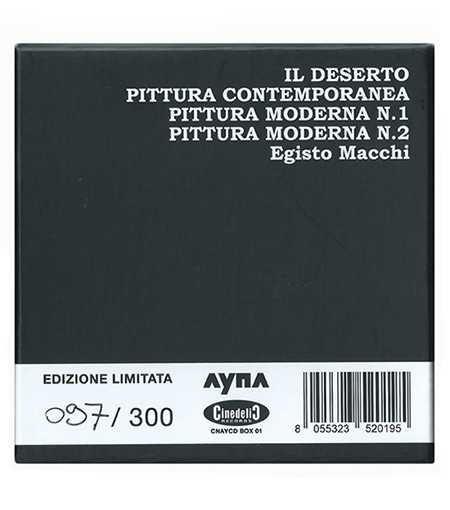 IL DESERTO
PITTURA CONTEMPORANEA
PITTURA MODERNA N.1
PITTURA MODERNA N.2
Egisto Macchi
EDIZIONE LIMITATA
097/ 300
ΛYПΛ
CinedeliC
RECORDS
CNAYCD BOX 01
8 055323 520195